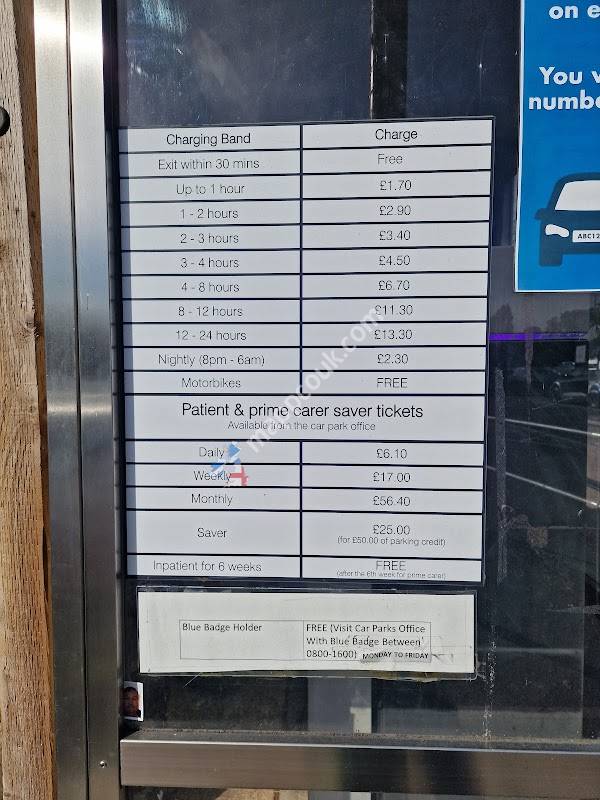 on e
You v
numbe
ABC12
Charging Band Charge
Exit within 30 mins Free
Up to 1 hour £1.70
1 - 2 hours £2.90
2 - 3 hours £3.40
3 - 4 hours £4.50
4 - 8 hours £6.70
8 - 12 hours £11.30
12 - 24 hours £13.30
Nightly (8pm - 6am) £2.30
Motorbikes FREE
Patient & prime carer saver tickets
Available from the car park office
Daily £6.10
Weekly £17.00
Monthly £56.40
Saver £25.00
(for £50.00 of parking credit)
Inpatient for 6 weeks FREE
(after the 6th week for prime carer)
Blue Badge Holder FREE (Visit Car Parks Office
With Blue Badge Between
0800-1600) MONDAY TO FRIDAY